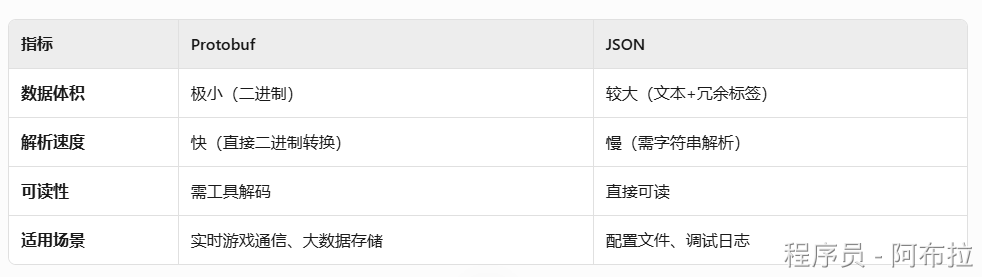 指标 Protobuf JSON
数据体积 极小（二进制） 较大（文本+冗余标签）
解析速度 快（直接二进制转换） 慢（需字符串解析）
可读性 需工具解码 直接可读
适用场景 实时游戏通信、大数据存储 配置文件、调试日志
程序员 - 阿布拉